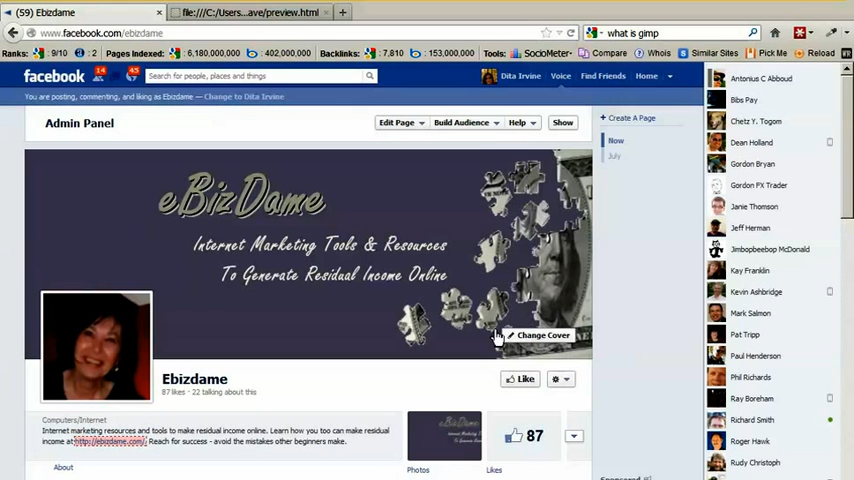 (59) Ebizdame
file:///C:/Users...ave/preview.html
www.facebook.com/ebizdame
what is gimp
Ranks: 9/10 : 2 Pages Indexed: 6,180,000,000 402,000,000 Backlinks: 7,810 153,000,000 Tools: SocioMeter Compare Whois Similar Sites Pick Me Reload
facebook 14 45 Search for people, places and things Dita Irvine Voice Find Friends Home
You are posting, commenting, and liking as Ebizdame — Change to Dita Irvine
Admin Panel Edit Page Build Audience Help Show
+ Create A Page
Now
July
eBizDame
Internet Marketing Tools & Resources
To Generate Residual Income Online
Change Cover
Ebizdame
87 likes · 22 talking about this
Like
Computers/Internet
Internet marketing resources and tools to make residual income online. Learn how you too can make residual
income at http://ebizdame.com/. Reach for success - avoid the mistakes other beginners make.
About
eBizDame
Photos
87
Likes
Sponsored
Antonius C Abboud
Bibs Pay
Chetz Y. Togom
Dean Holland
Gordon Bryan
Gordon FX Trader
Janie Thomson
Jeff Herman
Jimbopbeebop McDonald
Kay Franklin
Kevin Ashbridge
Mark Salmon
Pat Tripp
Paul Henderson
Phil Richards
Ray Boreham
Richard Smith
Roger Hawk
Rudy Christoph